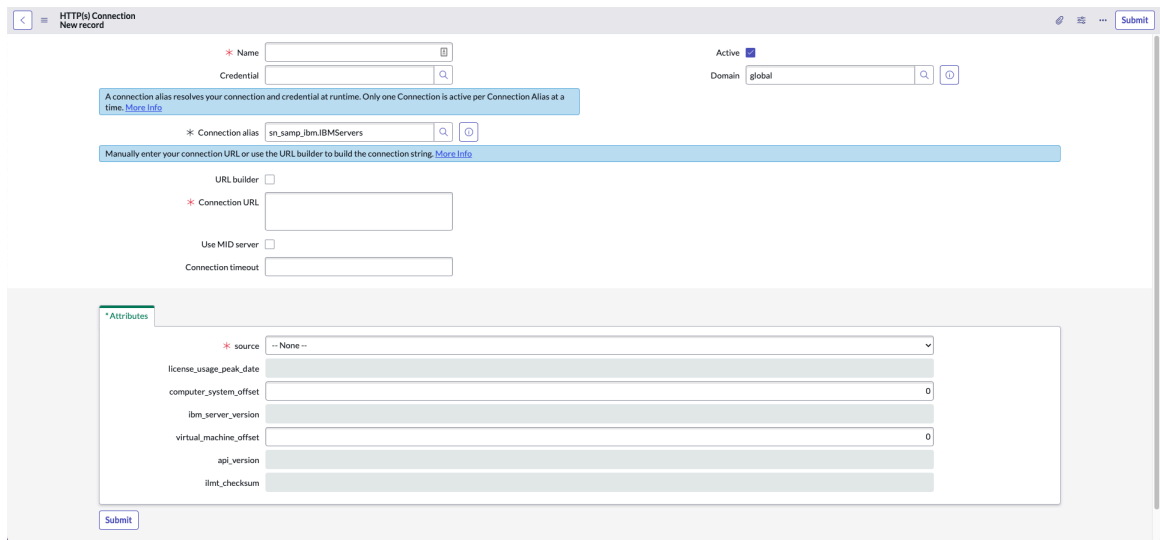 HTTP(s) Connection
New record
Submit
* Name
Active
Credential
Domain global
A connection alias resolves your connection and credential at runtime. Only one Connection is active per Connection Alias at a
time. More Info
* Connection alias sn_samp_ibm.IBMServers
Manually enter your connection URL or use the URL builder to build the connection string. More Info
URL builder
* Connection URL
Use MID server
Connection timeout
* Attributes
* source -- None --
license_usage_peak_date
computer_system_offset 0
ibm_server_version
virtual_machine_offset 0
api_version
ilmt_checksum
Submit